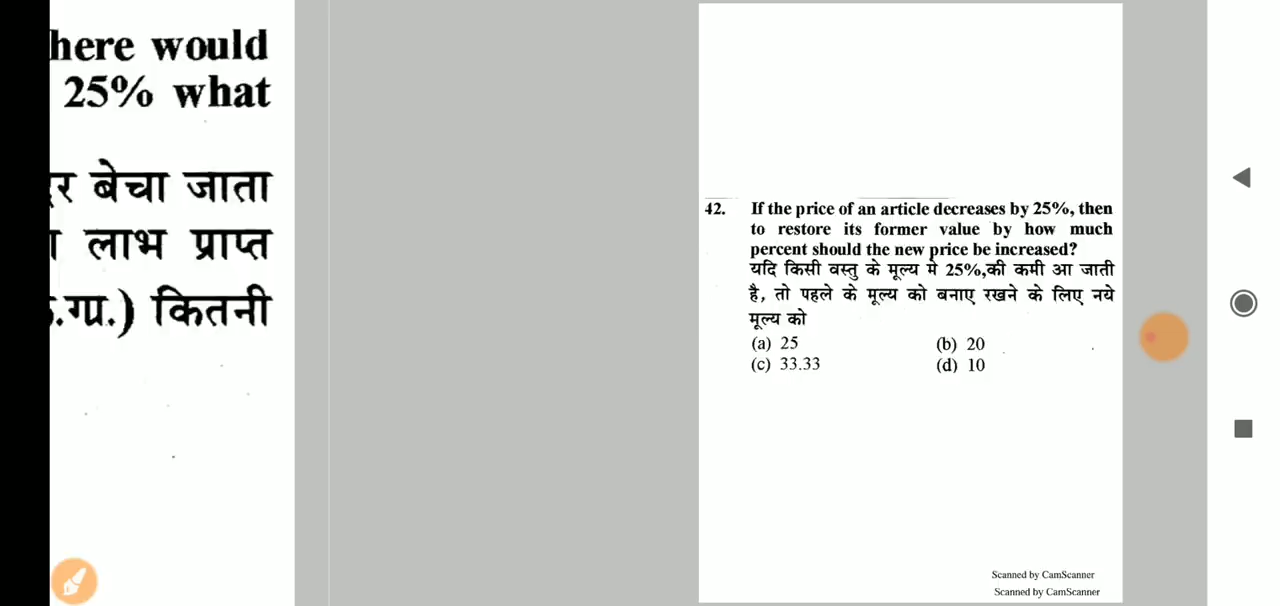 here would
25% what
बेचा जाता
लाभ प्राप्त
.ग्रा.) कितनी
42. If the price of an article decreases by 25%, then
to restore its former value by how much
percent should the new price be increased?
यदि किसी वस्तु के मूल्य मे 25%,की कमी आ जाती
है, तो पहले के मूल्य को बनाए रखने के लिए नये
मूल्य को
(a) 25 (b) 20
(c) 33.33 (d) 10
Scanned by CamScanner
Scanned by CamScanner